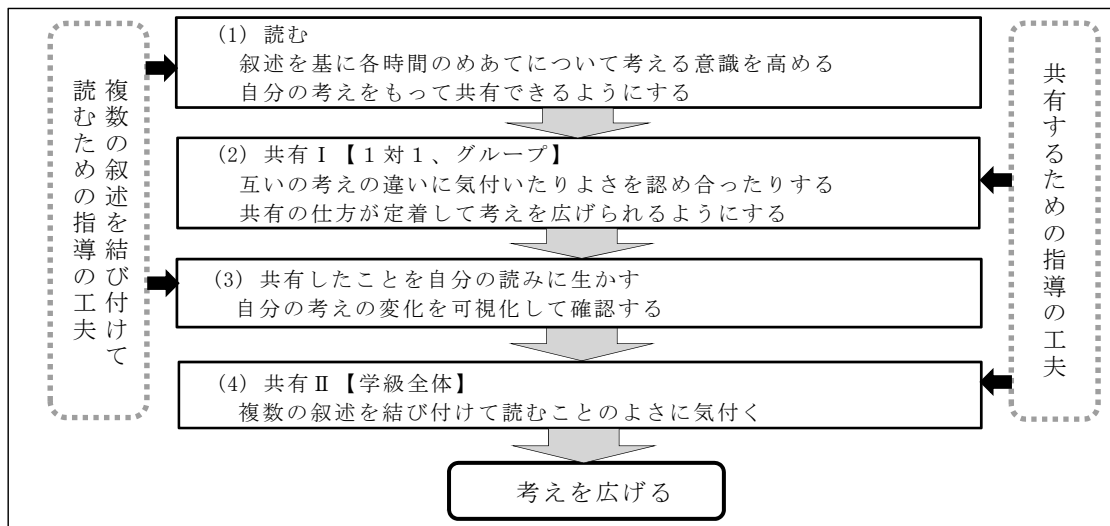 複数の叙述を結び付けて
読むための指導の工夫
(1) 読む
叙述を基に各時間のめあてについて考える意識を高める
自分の考えをもって共有できるようにする
(2) 共有Ⅰ【1対1、グループ】
互いの考えの違いに気付いたりよさを認め合ったりする
共有の仕方が定着して考えを広げられるようにする
(3) 共有したことを自分の読みに生かす
自分の考えの変化を可視化して確認する
(4) 共有Ⅱ【学級全体】
複数の叙述を結び付けて読むことのよさに気付く
考えを広げる
共有するための指導の工夫